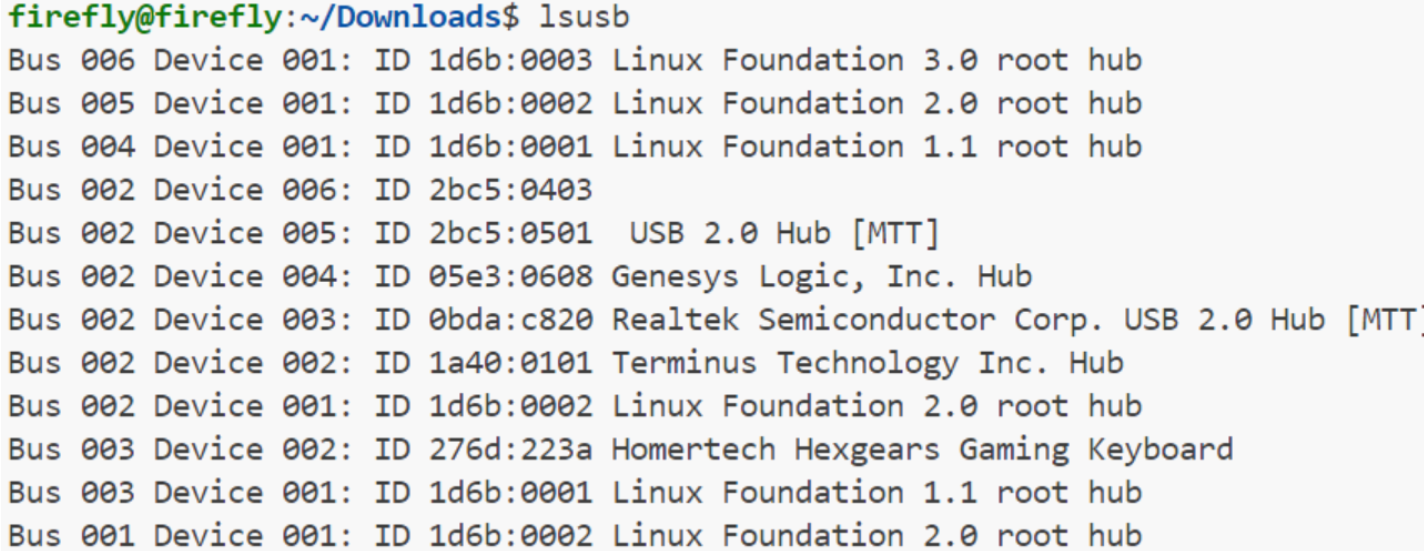 firefly@firefly:~/Downloads$ lsusb
Bus 006 Device 001: ID 1d6b:0003 Linux Foundation 3.0 root hub
Bus 005 Device 001: ID 1d6b:0002 Linux Foundation 2.0 root hub
Bus 004 Device 001: ID 1d6b:0001 Linux Foundation 1.1 root hub
Bus 002 Device 006: ID 2bc5:0403
Bus 002 Device 005: ID 2bc5:0501  USB 2.0 Hub [MTT]
Bus 002 Device 004: ID 05e3:0608 Genesys Logic, Inc. Hub
Bus 002 Device 003: ID 0bda:c820 Realtek Semiconductor Corp. USB 2.0 Hub [MTT]
Bus 002 Device 002: ID 1a40:0101 Terminus Technology Inc. Hub
Bus 002 Device 001: ID 1d6b:0002 Linux Foundation 2.0 root hub
Bus 003 Device 002: ID 276d:223a Homertech Hexgears Gaming Keyboard
Bus 003 Device 001: ID 1d6b:0001 Linux Foundation 1.1 root hub
Bus 001 Device 001: ID 1d6b:0002 Linux Foundation 2.0 root hub